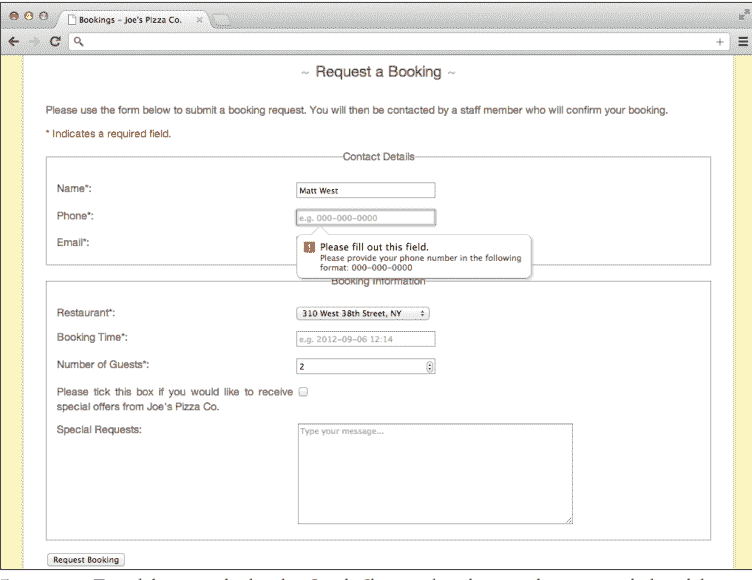 Bookings – Joe's Pizza Co.
~ Request a Booking ~
Please use the form below to submit a booking request. You will then be contacted by a staff member who will confirm your booking.
* Indicates a required field.
Contact Details
Name*:
Matt West
Phone*:
e.g. 000-000-0000
Email*:
Please fill out this field.
Please provide your phone number in the following
format: 000-000-0000
Booking Information
Restaurant*:
310 West 38th Street, NY
Booking Time*:
e.g. 2012-09-06 12:14
Number of Guests*:
2
Please tick this box if you would like to receive
special offers from Joe's Pizza Co.
Special Requests:
Type your message...
Request Booking